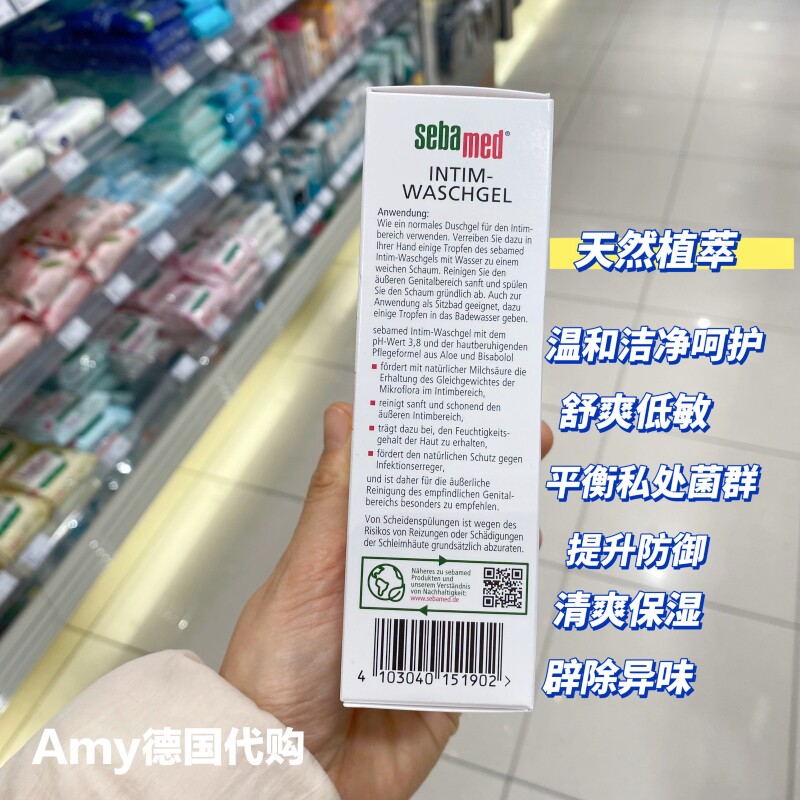 sebamed®
INTIM-
WASCHGEL
Anwendung:
Wie ein normales Duschgel für den Intim-
bereich verwenden. Verreiben Sie dazu in
Ihrer Hand einige Tropfen des sebamed
Intim-Waschgels mit Wasser zu einem
weichen Schaum. Reinigen Sie den
äußeren Genitalbereich sanft und spülen
Sie den Schaum gründlich ab. Auch zur
Anwendung als Sitzbad geeignet, dazu
einige Tropfen in das Badewasser geben.
sebamed Intim-Waschgel mit dem
pH-Wert 3,8 und der hautberuhigenden
Pflegeformel aus Aloe und Bisabolol
fördert mit natürlicher Milchsäure die
Erhaltung des Gleichgewichtes der
Mikroflora im Intimbereich,
reinigt sanft und schonend den
äußeren Intimbereich,
trägt dazu bei, den Feuchtigkeits-
gehalt der Haut zu erhalten,
fördert den natürlichen Schutz gegen
Infektionserreger,
und ist daher für die äußerliche
Reinigung des empfindlichen Genital-
bereichs besonders zu empfehlen.
Von Scheidenspülungen ist wegen des
Risikos von Reizungen oder Schädigungen
der Schleimhäute grundsätzlich abzuraten.
Näheres zu sebamed
Produkten und
unserem Verständnis
von Nachhaltigkeit:
www.sebamed.de
4 103040 151902 >
天然植萃
温和洁净呵护
舒爽低敏
平衡私处菌群
提升防御
清爽保湿
辟除异味
Amy德国代购